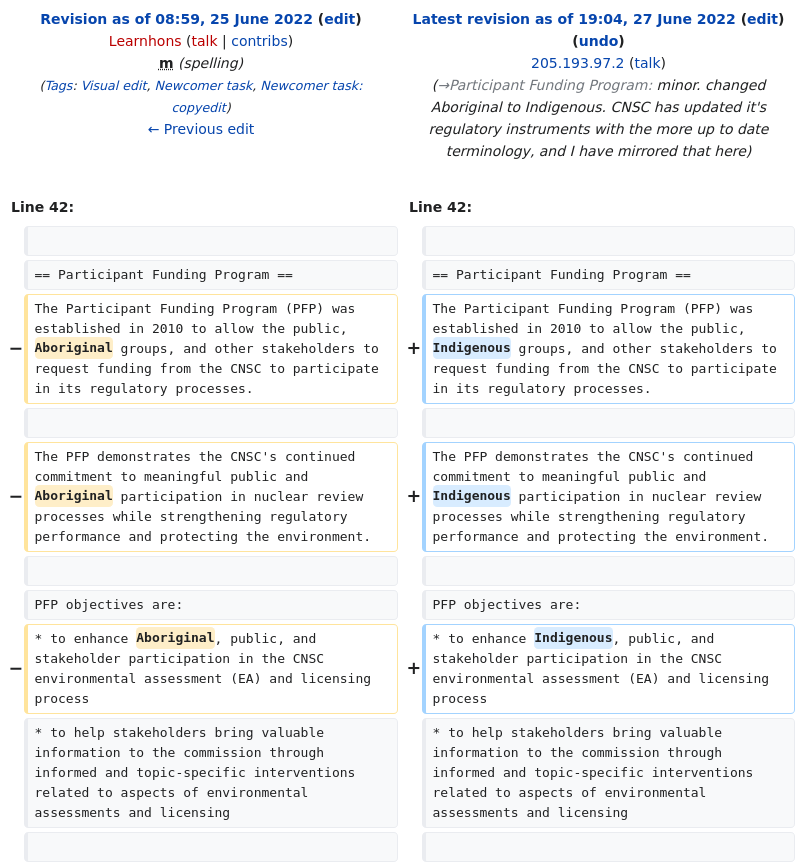 Revision as of 08:59, 25 June 2022 (edit)
Learnhons (talk | contribs)
m (spelling)
(Tags: Visual edit, Newcomer task, Newcomer task:
copyedit)
← Previous edit
Latest revision as of 19:04, 27 June 2022 (edit)
(undo)
205.193.97.2 (talk)
(→Participant Funding Program: minor. changed
Aboriginal to Indigenous. CNSC has updated it's
regulatory instruments with the more up to date
terminology, and I have mirrored that here)
Line 42:
== Participant Funding Program ==
− The Participant Funding Program (PFP) was
established in 2010 to allow the public,
Aboriginal groups, and other stakeholders to
request funding from the CNSC to participate
in its regulatory processes.
− The PFP demonstrates the CNSC's continued
commitment to meaningful public and
Aboriginal participation in nuclear review
processes while strengthening regulatory
performance and protecting the environment.
PFP objectives are:
− * to enhance Aboriginal, public, and
stakeholder participation in the CNSC
environmental assessment (EA) and licensing
process
* to help stakeholders bring valuable
information to the commission through
informed and topic-specific interventions
related to aspects of environmental
assessments and licensing
Line 42:
== Participant Funding Program ==
+ The Participant Funding Program (PFP) was
established in 2010 to allow the public,
Indigenous groups, and other stakeholders to
request funding from the CNSC to participate
in its regulatory processes.
+ The PFP demonstrates the CNSC's continued
commitment to meaningful public and
Indigenous participation in nuclear review
processes while strengthening regulatory
performance and protecting the environment.
PFP objectives are:
+ * to enhance Indigenous, public, and
stakeholder participation in the CNSC
environmental assessment (EA) and licensing
process
* to help stakeholders bring valuable
information to the commission through
informed and topic-specific interventions
related to aspects of environmental
assessments and licensing